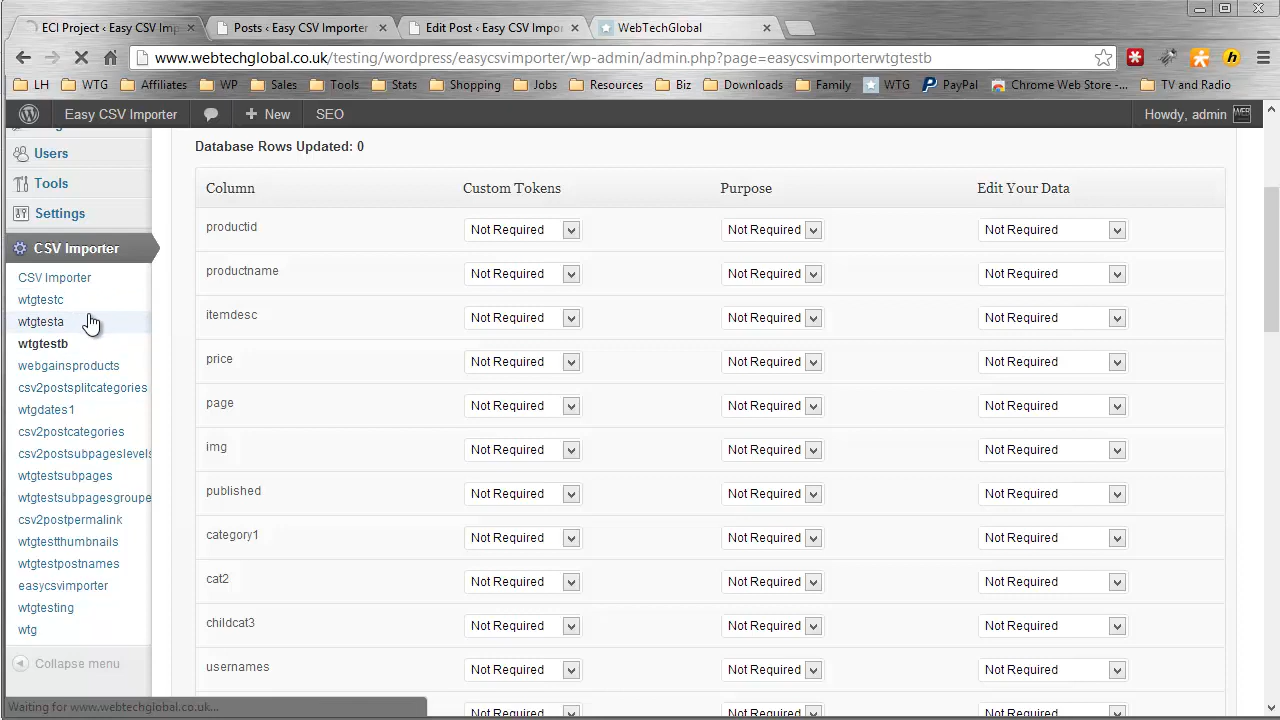 ECI Project ‹ Easy CSV Imp
Posts ‹ Easy CSV Importer
Edit Post ‹ Easy CSV Impor
WebTechGlobal
www.webtechglobal.co.uk/testing/wordpress/easycsvimporter/wp-admin/admin.php?page=easycsvimporterwtgtestb
LH
WTG
Affiliates
WP
Sales
Tools
Stats
Shopping
Job.
Resources
Biz
Downloads
Family
WTG
PayPal
Chrome Web Store -...
TV and Radio
Easy CSV Importer
New
SEO
Howdy, admin
Users
Tools
Settings
CSV Importer
CSV Importer
wtgtestc
wtgtesta
wtgtestb
webgainsproducts
csv2postsplitcategories
wtgdates1
csv2postcategories
csv2postsubpageslevels
wtgtestsubpages
wtgtestsubpagesgroupe
csv2postpermalink
wtgtestthumbnails
wtgtestpostnames
easycsvimporter
wtgtesting
wtg
Collapse menu
Database Rows Updated: 0
Column Custom Tokens Purpose Edit Your Data
productid Not Required Not Required Not Required
productname Not Required Not Required Not Required
itemdesc Not Required Not Required Not Required
price Not Required Not Required Not Required
page Not Required Not Required Not Required
img Not Required Not Required Not Required
published Not Required Not Required Not Required
category1 Not Required Not Required Not Required
cat2 Not Required Not Required Not Required
childcat3 Not Required Not Required Not Required
usernames Not Required Not Required Not Required
Not Required Not Required Not Required
Waiting for www.webtechglobal.co.uk...